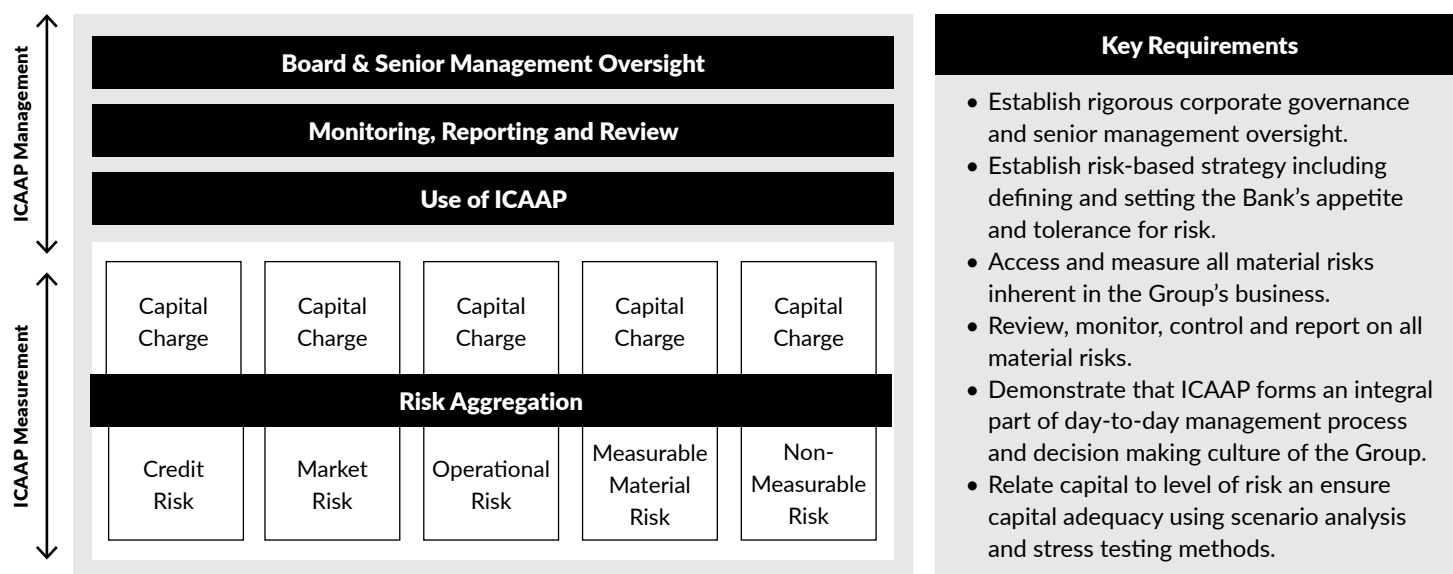 ICAAP Management
Board & Senior Management Oversight
Monitoring, Reporting and Review
Use of ICAAP
ICAAP Measurement
Capital
Charge
Capital
Charge
Capital
Charge
Capital
Charge
Capital
Charge
Risk Aggregation
Credit
Risk
Market
Risk
Operational
Risk
Measurable
Material
Risk
Non-
Measurable
Risk
Key Requirements
• Establish rigorous corporate governance
and senior management oversight.
• Establish risk-based strategy including
defining and setting the Bank’s appetite
and tolerance for risk.
• Access and measure all material risks
inherent in the Group’s business.
• Review, monitor, control and report on all
material risks.
• Demonstrate that ICAAP forms an integral
part of day-to-day management process
and decision making culture of the Group.
• Relate capital to level of risk an ensure
capital adequacy using scenario analysis
and stress testing methods.